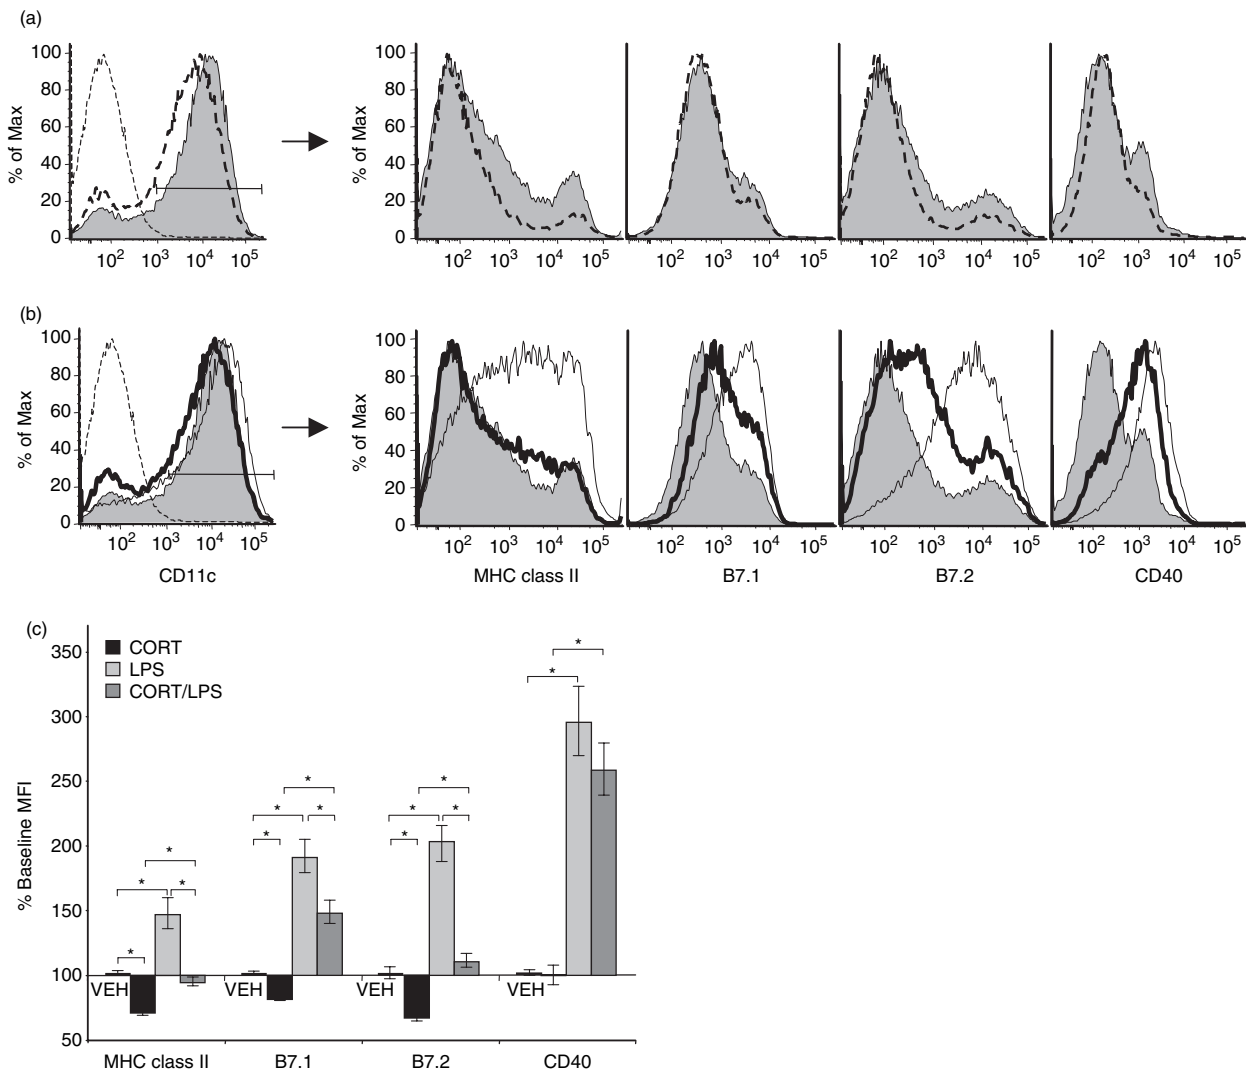 (a)
% of Max
100
80
60
40
20
0
10²
10³
10⁴
10⁵
% of Max
100
80
60
40
20
0
10² 10³ 10⁴ 10⁵
10² 10³ 10⁴ 10⁵
10² 10³ 10⁴ 10⁵
10² 10³ 10⁴ 10⁵
(b)
% of Max
100
80
60
40
20
0
10² 10³ 10⁴ 10⁵
CD11c
% of Max
100
80
60
40
20
0
10² 10³ 10⁴ 10⁵
MHC class II
10² 10³ 10⁴ 10⁵
B7.1
10² 10³ 10⁴ 10⁵
B7.2
10² 10³ 10⁴ 10⁵
CD40
(c)
% Baseline MFI
350
300
250
200
150
100
50
CORT
LPS
CORT/LPS
* * * *
* * * *
* * * *
* *
VEH VEH VEH VEH
MHC class II B7.1 B7.2 CD40